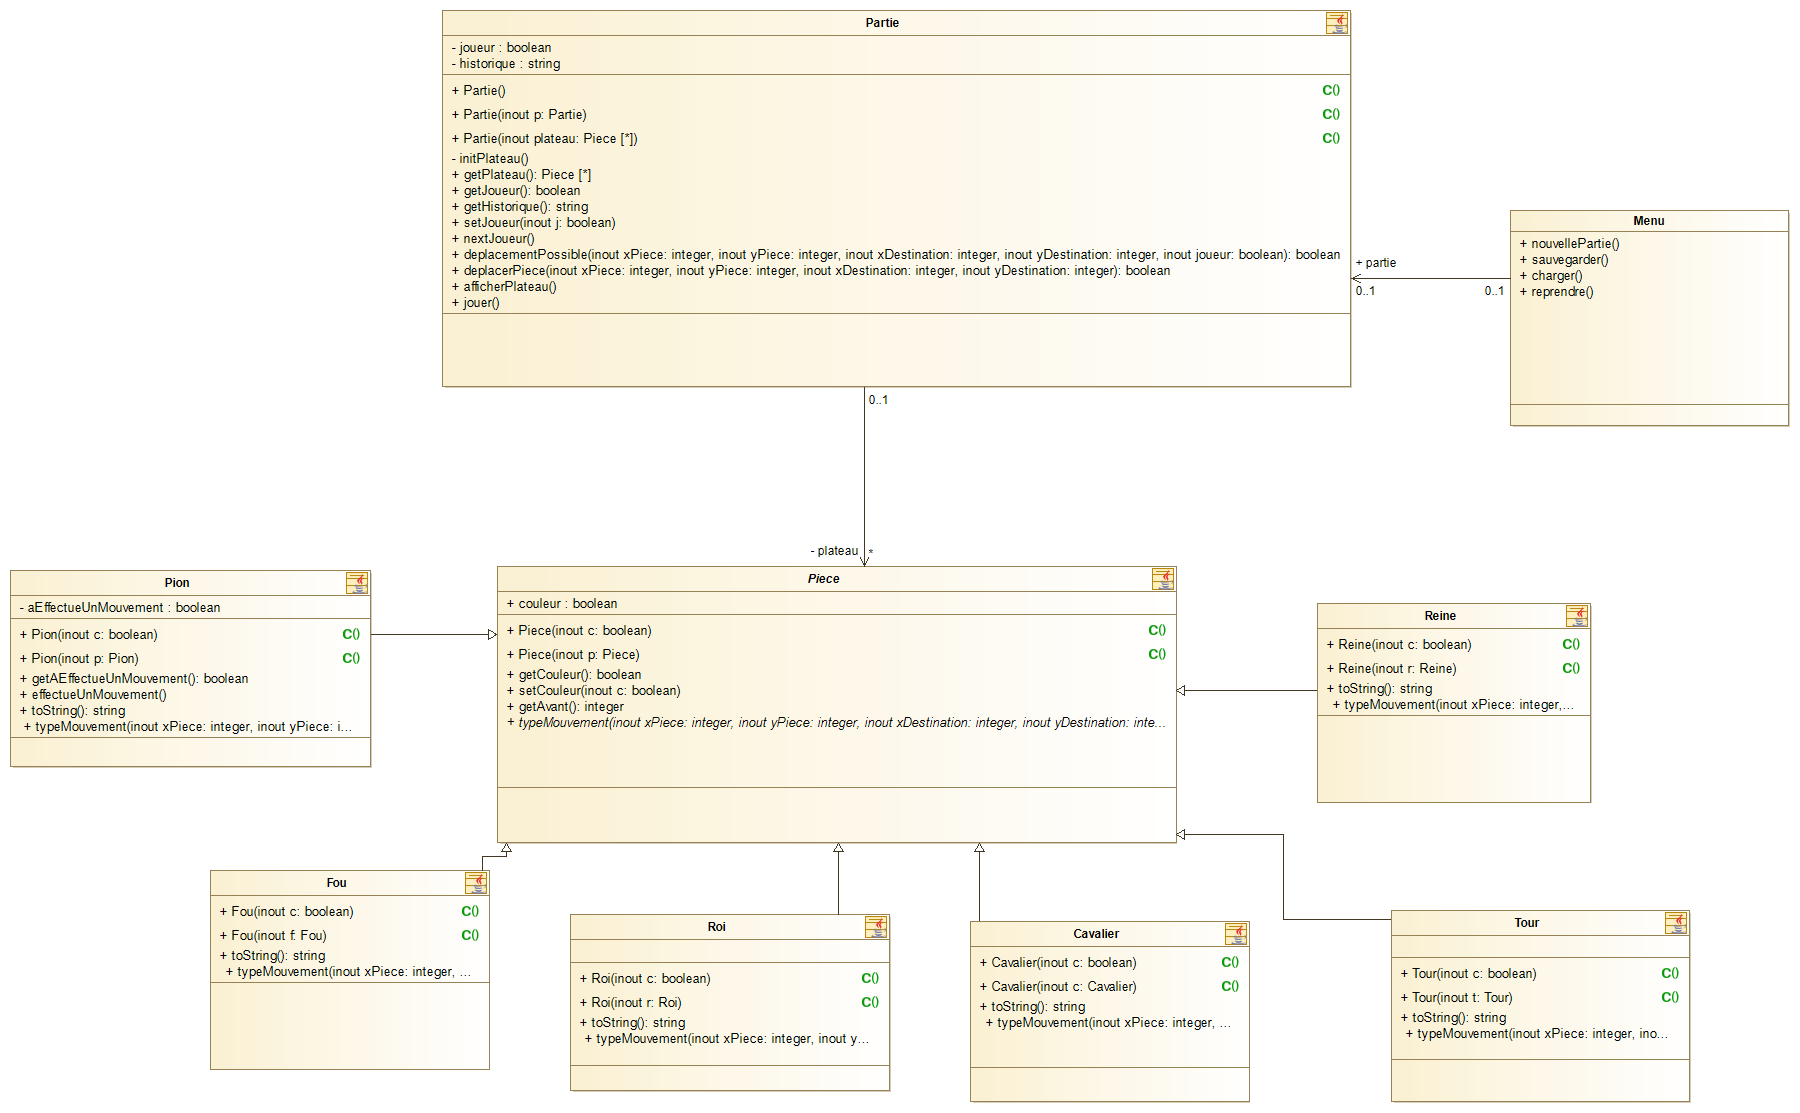 Partie
- joueur : boolean
- historique : string
+ Partie() C()
+ Partie(inout p: Partie) C()
+ Partie(inout plateau: Piece [*]) C()
- initPlateau()
+ getPlateau(): Piece [*]
+ getJoueur(): boolean
+ getHistorique(): string
+ setJoueur(inout j: boolean)
+ nextJoueur()
+ deplacementPossible(inout xPiece: integer, inout yPiece: integer, inout xDestination: integer, inout yDestination: integer, inout joueur: boolean): boolean
+ deplacerPiece(inout xPiece: integer, inout yPiece: integer, inout xDestination: integer, inout yDestination: integer): boolean
+ afficherPlateau()
+ jouer()
Menu
+ nouvellePartie()
+ sauvegarder()
+ charger()
+ reprendre()
+ partie
0..1
0..1
0..1
- plateau *
Pion
- aEffectueUnMouvement : boolean
+ Pion(inout c: boolean) C()
+ Pion(inout p: Pion) C()
+ getAEffectueUnMouvement(): boolean
+ effectueUnMouvement()
+ toString(): string
+ typeMouvement(inout xPiece: integer, inout yPiece: i...
Piece
+ couleur : boolean
+ Piece(inout c: boolean) C()
+ Piece(inout p: Piece) C()
+ getCouleur(): boolean
+ setCouleur(inout c: boolean)
+ getAvant(): integer
+ typeMouvement(inout xPiece: integer, inout yPiece: integer, inout xDestination: integer, inout yDestination: inte...
Reine
+ Reine(inout c: boolean) C()
+ Reine(inout r: Reine) C()
+ toString(): string
+ typeMouvement(inout xPiece: integer,...
Fou
+ Fou(inout c: boolean) C()
+ Fou(inout f: Fou) C()
+ toString(): string
+ typeMouvement(inout xPiece: integer, ...
Roi
+ Roi(inout c: boolean) C()
+ Roi(inout r: Roi) C()
+ toString(): string
+ typeMouvement(inout xPiece: integer, inout y...
Cavalier
+ Cavalier(inout c: boolean) C()
+ Cavalier(inout c: Cavalier) C()
+ toString(): string
+ typeMouvement(inout xPiece: integer, ...
Tour
+ Tour(inout c: boolean) C()
+ Tour(inout t: Tour) C()
+ toString(): string
+ typeMouvement(inout xPiece: integer, ino...